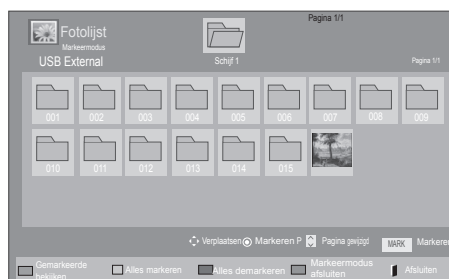 Pagina 1/1
Fotolijst
Markeermodus
USB External
Schijf 1
Pagina 1/1
001 002 003 004 005 006 007 008 009
010 011 012 013 014 015
Verplaatsen Markeren P Pagina gewijzigd MARK Markeren
Gemarkeerde bekijken
Alles markeren
Alles demarkeren
Markeermodus afsluiten
Afsluiten